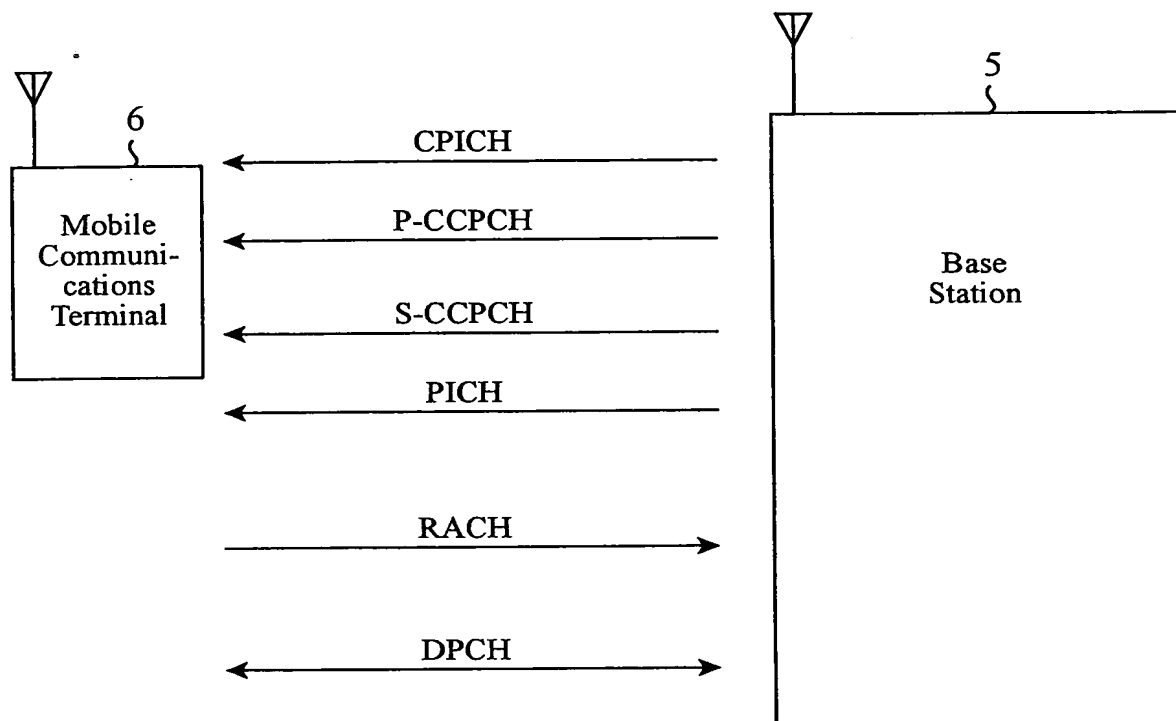 5
6
CPICH
Mobile
Communi-
cations
Terminal
P-CCPCH
Base
Station
S-CCPCH
PICH
RACH
DPCH